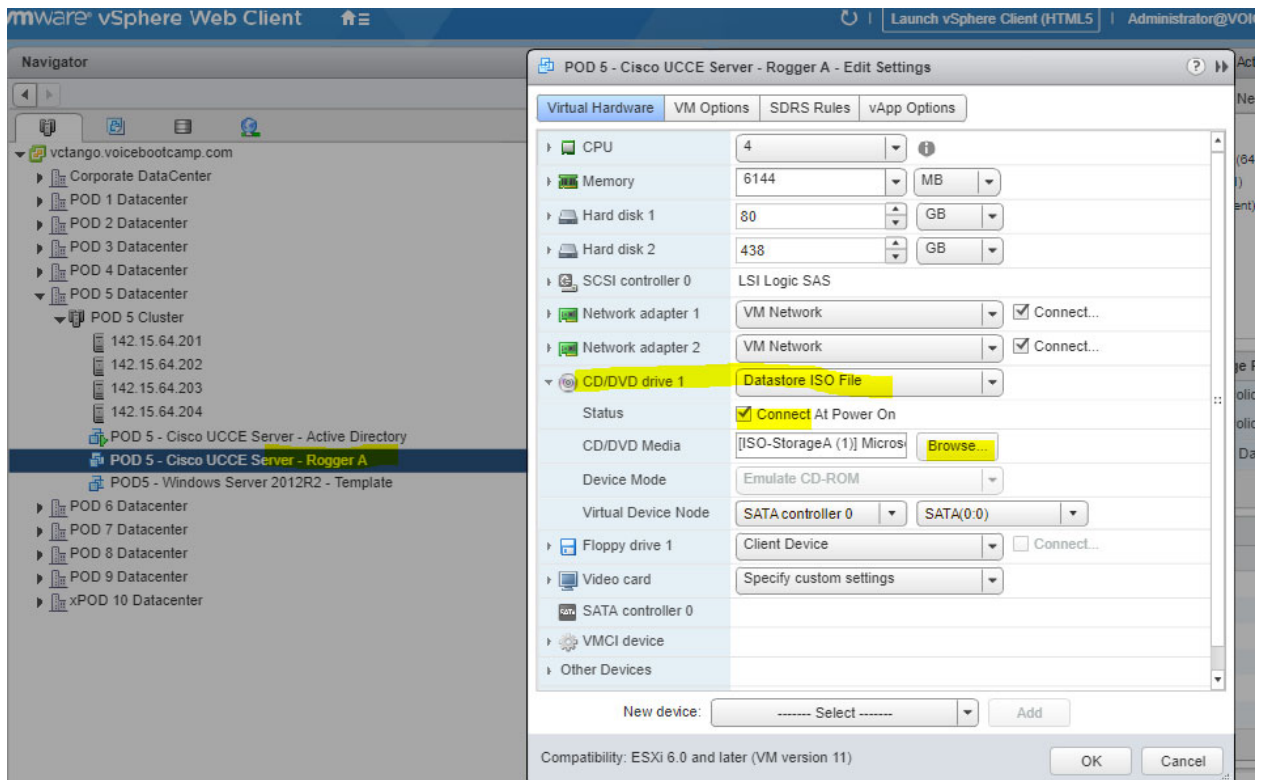 vmware® vSphere Web Client
Launch vSphere Client (HTML5
Navigator
vctango.voicebootcamp.com
Corporate DataCenter
POD 1 Datacenter
POD 2 Datacenter
POD 3 Datacenter
POD 4 Datacenter
POD 5 Datacenter
POD 5 Cluster
142.15.64.201
142.15.64.202
142.15.64.203
142.15.64.204
POD 5 - Cisco UCCE Server - Active Directory
POD 5 - Cisco UCCE Server - Rogger A
POD5 - Windows Server 2012R2 - Template
POD 6 Datacenter
POD 7 Datacenter
POD 8 Datacenter
POD 9 Datacenter
xPOD 10 Datacenter
POD 5 - Cisco UCCE Server - Rogger A - Edit Settings
Virtual Hardware VM Options SDRS Rules vApp Options
CPU 4
Memory 6144 MB
Hard disk 1 80 GB
Hard disk 2 438 GB
SCSI controller 0 LSI Logic SAS
Network adapter 1 VM Network Connect...
Network adapter 2 VM Network Connect...
CD/DVD drive 1 Datastore ISO File
Status Connect At Power On
CD/DVD Media [ISO-StorageA (1)] Browse...
Device Mode Emulate CD-ROM
Virtual Device Node SATA controller 0 SATA(0:0)
Floppy drive 1 Client Device Connect...
Video card Specify custom settings
SATA controller 0
VMCI device
Other Devices
New device: ------- Select ------- Add
Compatibility: ESXi 6.0 and later (VM version 11) OK Cancel